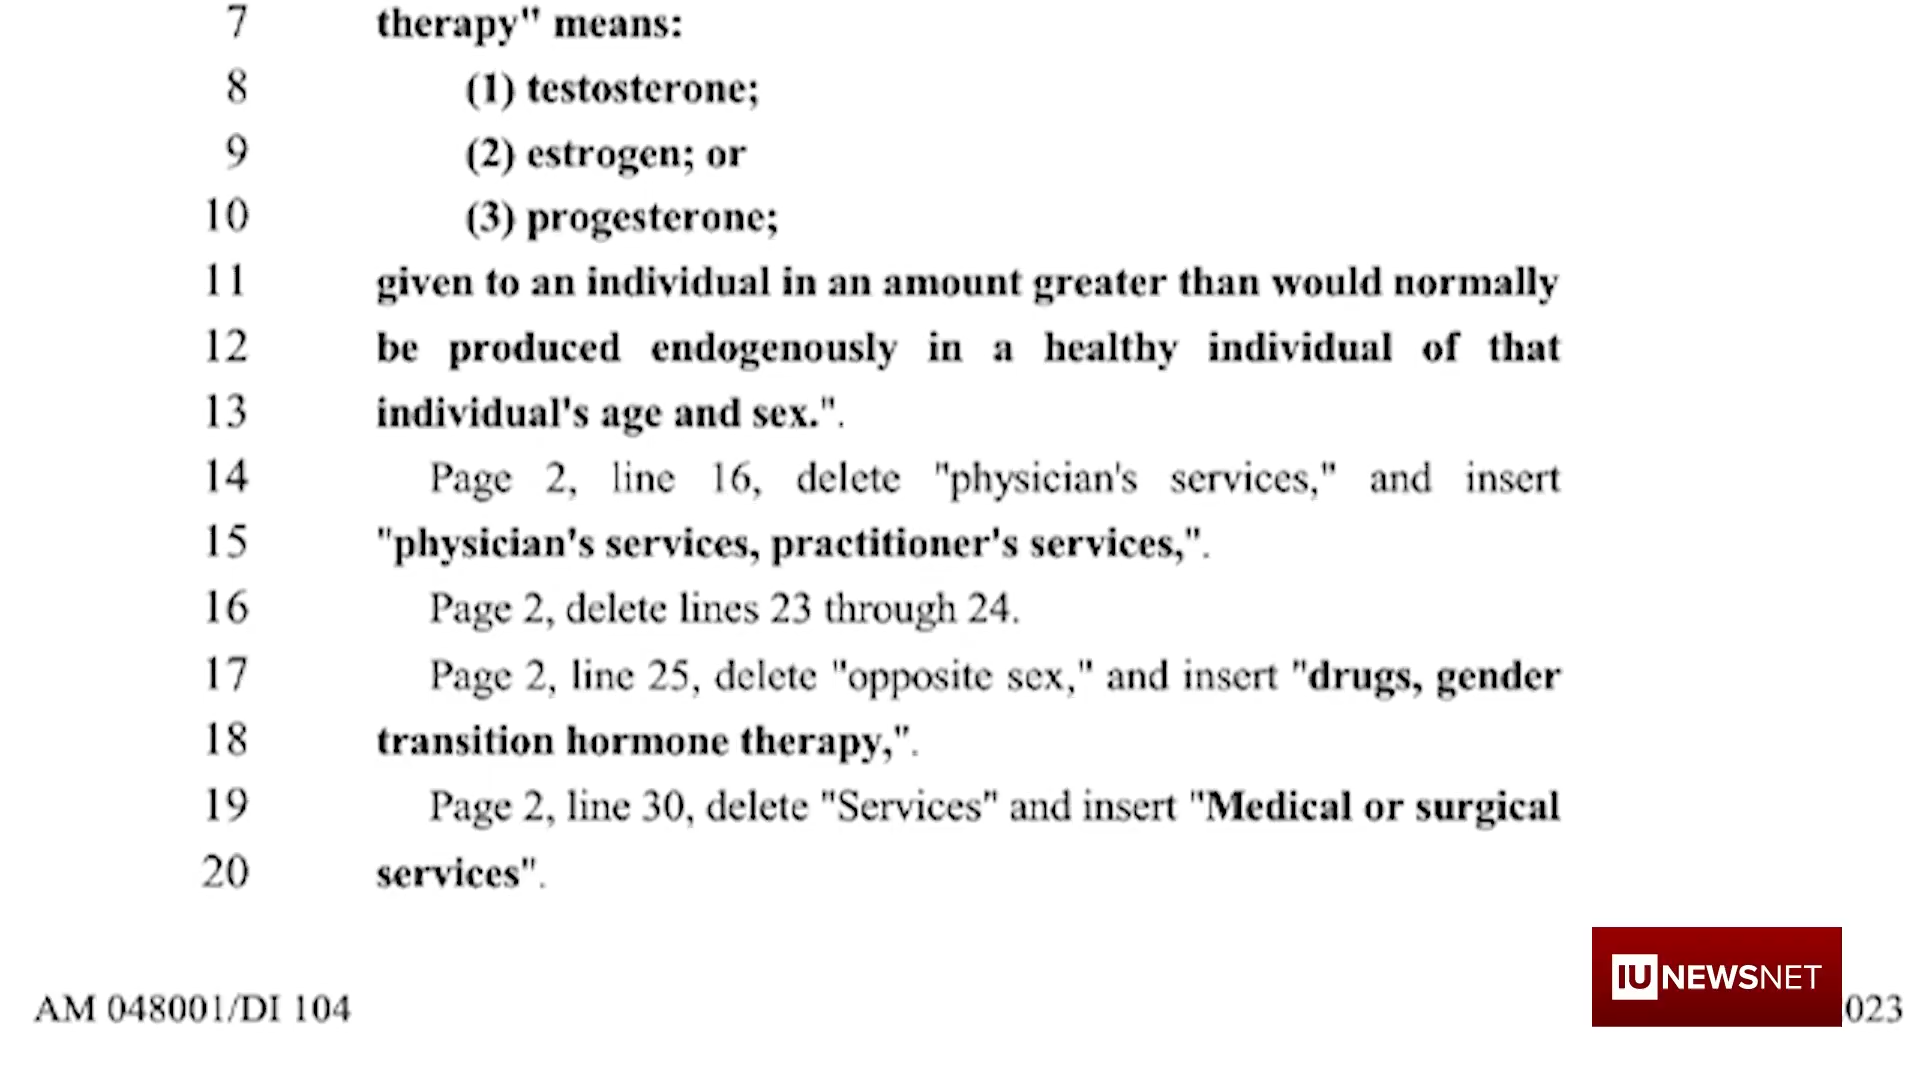 7 therapy" means:
8 (1) testosterone;
9 (2) estrogen; or
10 (3) progesterone;
11 given to an individual in an amount greater than would normally
12 be produced endogenously in a healthy individual of that
13 individual's age and sex.".
14 Page 2, line 16, delete "physician's services," and insert
15 "physician's services, practitioner's services,".
16 Page 2, delete lines 23 through 24.
17 Page 2, line 25, delete "opposite sex," and insert "drugs, gender
18 transition hormone therapy,".
19 Page 2, line 30, delete "Services" and insert "Medical or surgical
20 services".
IU NEWSNET
AM 048001/DI 104 023